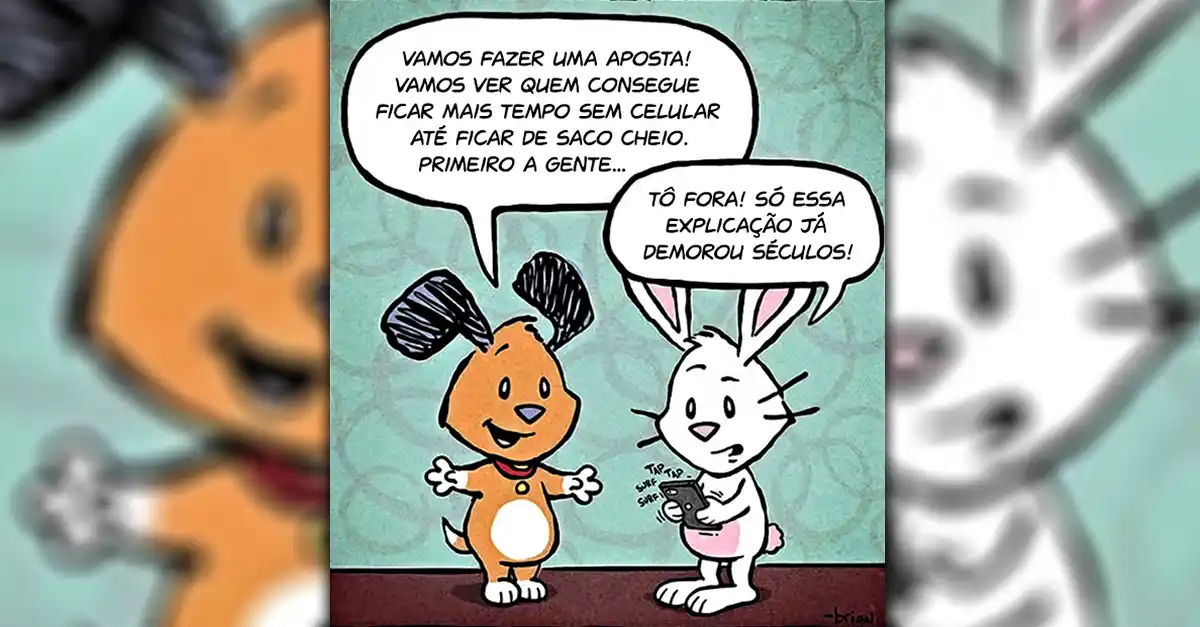 VAMOS FAZER UMA APOSTA!
VAMOS VER QUEM CONSEGUE
FICAR MAIS TEMPO SEM CELULAR
ATÉ FICAR DE SACO CHEIO.
PRIMEIRO A GENTE...
TÔ FORA! SÓ ESSA
EXPLICAÇÃO JÁ
DEMOROU SÉCULOS!
TAP
TAP
SURF
SURF